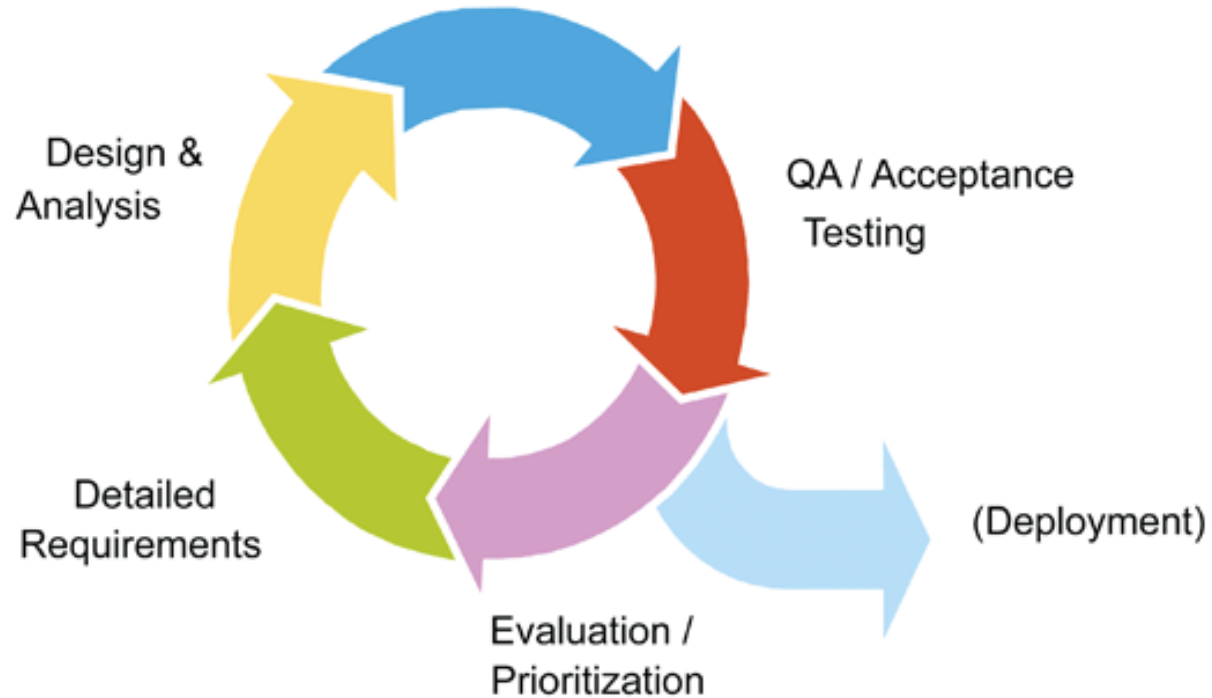 Design &
Analysis
QA / Acceptance
Testing
Detailed
Requirements
(Deployment)
Evaluation /
Prioritization